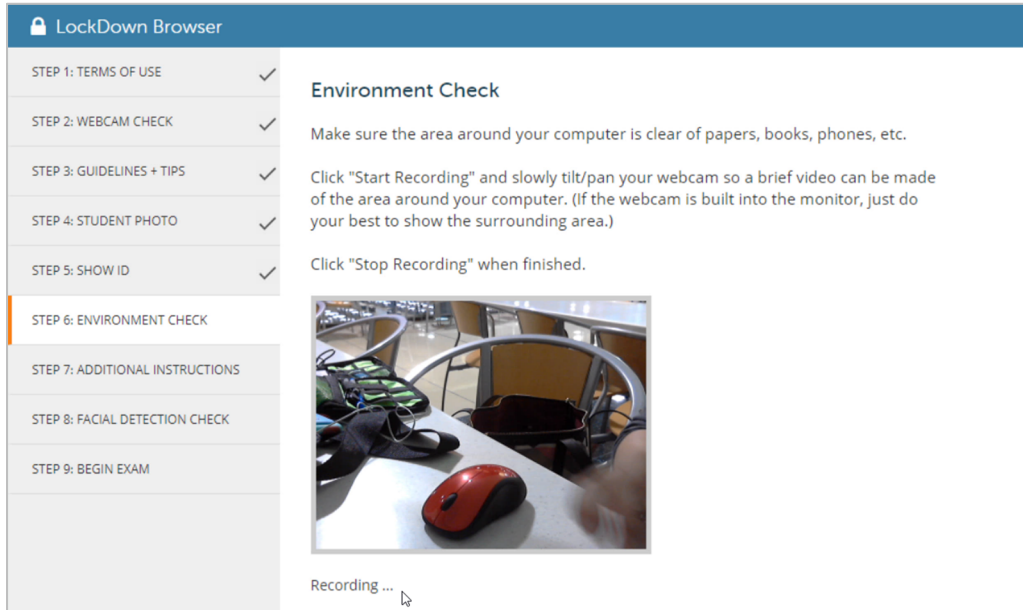 LockDown Browser
STEP 1: TERMS OF USE
STEP 2: WEBCAM CHECK
STEP 3: GUIDELINES + TIPS
STEP 4: STUDENT PHOTO
STEP 5: SHOW ID
STEP 6: ENVIRONMENT CHECK
STEP 7: ADDITIONAL INSTRUCTIONS
STEP 8: FACIAL DETECTION CHECK
STEP 9: BEGIN EXAM
Environment Check
Make sure the area around your computer is clear of papers, books, phones, etc.
Click "Start Recording" and slowly tilt/pan your webcam so a brief video can be made
of the area around your computer. (If the webcam is built into the monitor, just do
your best to show the surrounding area.)
Click "Stop Recording" when finished.
Recording ...